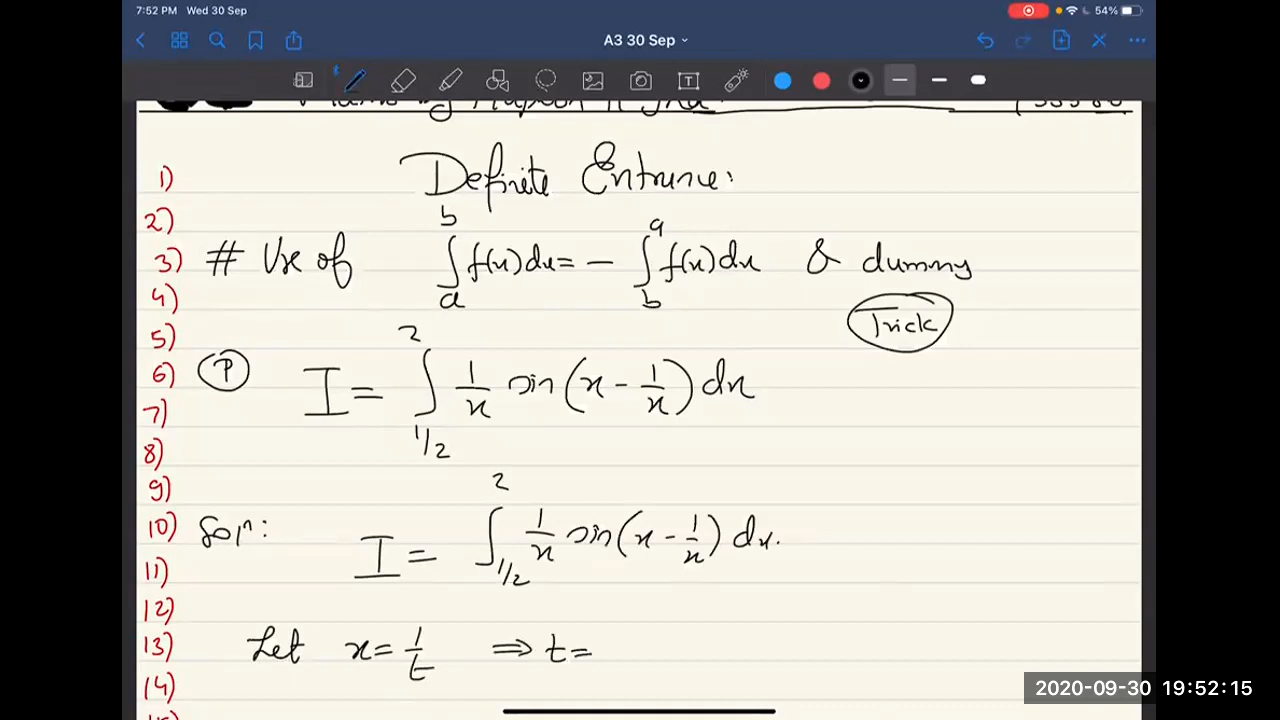 7:52 PM Wed 30 Sep 54%
A3 30 Sep
1) Definite Entrance:
2)
3) # Use of ∫_a^b f(x)dx = - ∫_b^a f(x)dx & dummy
4)
5) Trick
6) (P) I = ∫_{1/2}^{2} 1/x sin(x - 1/x) dx
7)
8)
9)
10) Sol^n: I = ∫_{1/2}^{2} 1/x sin(x - 1/x) dx.
11)
12)
13) Let x = 1/t ⇒ t =
14)
2020-09-30 19:52:15